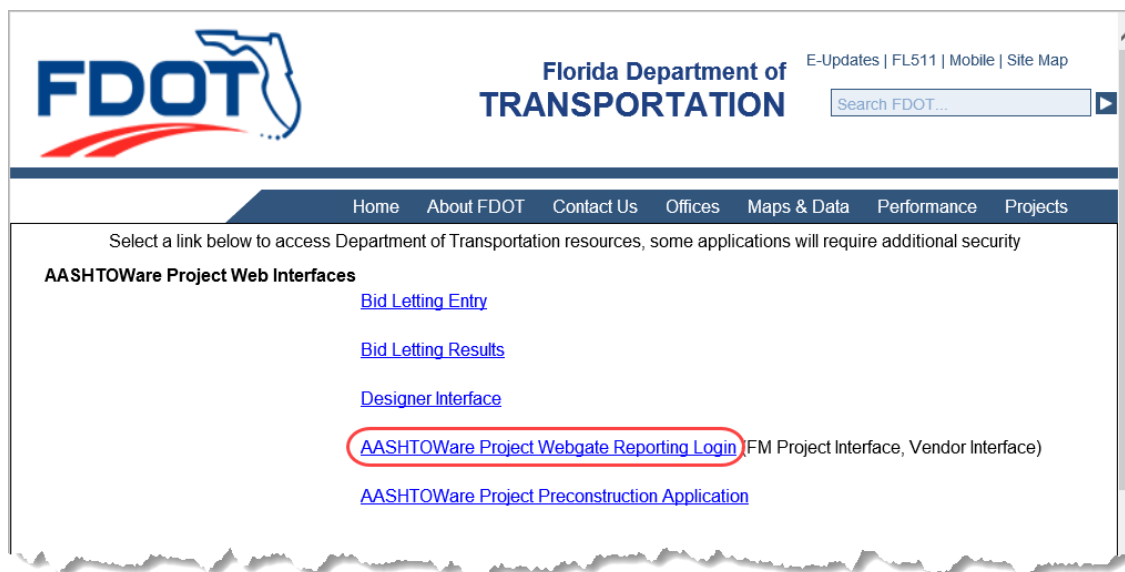 FDOT
Florida Department of
TRANSPORTATION
E-Updates | FL511 | Mobile | Site Map
Search FDOT...
Home About FDOT Contact Us Offices Maps & Data Performance Projects
Select a link below to access Department of Transportation resources, some applications will require additional security
AASHTOWare Project Web Interfaces
Bid Letting Entry
Bid Letting Results
Designer Interface
AASHTOWare Project Webgate Reporting Login (FM Project Interface, Vendor Interface)
AASHTOWare Project Preconstruction Application